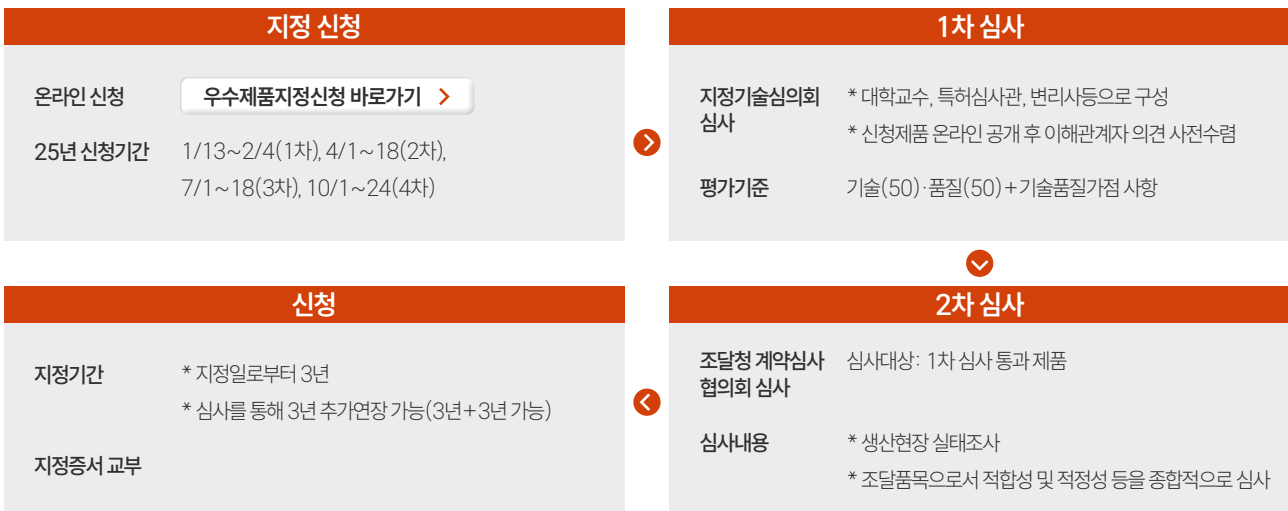 지정 신청
온라인 신청 우수제품지정신청 바로가기
25년 신청기간 1/13~2/4(1차), 4/1~18(2차),
7/1~18(3차), 10/1~24(4차)
1차 심사
지정기술심의회 * 대학교수, 특허심사관, 변리사등으로 구성
심사 * 신청제품 온라인 공개 후 이해관계자 의견 사전수렴
평가기준 기술(50)·품질(50)+기술품질가점 사항
2차 심사
조달청 계약심사 심사대상: 1차 심사 통과 제품
협의회 심사
심사내용 * 생산현장 실태조사
* 조달품목으로서 적합성 및 적정성 등을 종합적으로 심사
신청
지정기간 * 지정일로부터 3년
* 심사를 통해 3년 추가연장 가능(3년+3년 가능)
지정증서 교부